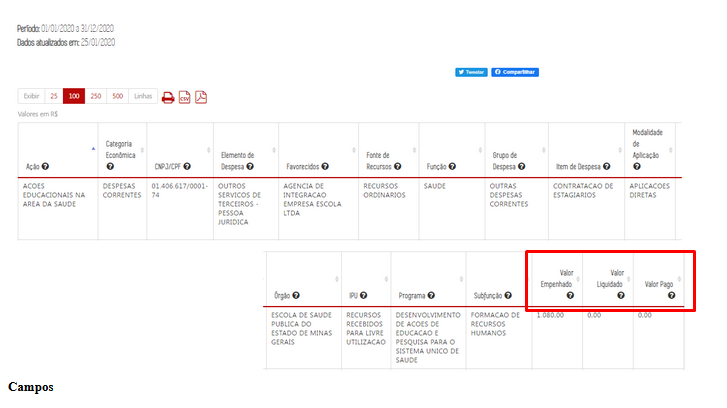 Período: 01/01/2020 a 31/12/2020
Dados atualizados em: 25/01/2020
Tweetar Compartilhar
Exibir 25 100 250 500 Linhas CSV
Valores em R$
Ação Categoria Econômica CNPJ/CPF Elemento de Despesa Favorecidos Fonte de Recursos Função Grupo de Despesa Item de Despesa Modalidade de Aplicação
ACOES EDUCACIONAIS NA AREA DA SAUDE DESPESAS CORRENTES 01.406.617/0001-74 OUTROS SERVICOS DE TERCEIROS - PESSOA JURIDICA AGENCIA DE INTEGRACAO EMPRESA ESCOLA LTDA RECURSOS ORDINARIOS SAUDE OUTRAS DESPESAS CORRENTES CONTRATACAO DE ESTAGIARIOS APLICACOES DIRETAS
Órgão IPU Programa Subfunção Valor Empenhado Valor Liquidado Valor Pago
ESCOLA DE SAUDE PUBLICA DO ESTADO DE MINAS GERAIS RECURSOS RECEBIDOS PARA LIVRE UTILIZACAO DESENVOLVIMENTO DE ACOES DE EDUCACAO E PESQUISA PARA O SISTEMA UNICO DE SAUDE FORMACAO DE RECURSOS HUMANOS 1.080,00 0,00 0,00
Campos